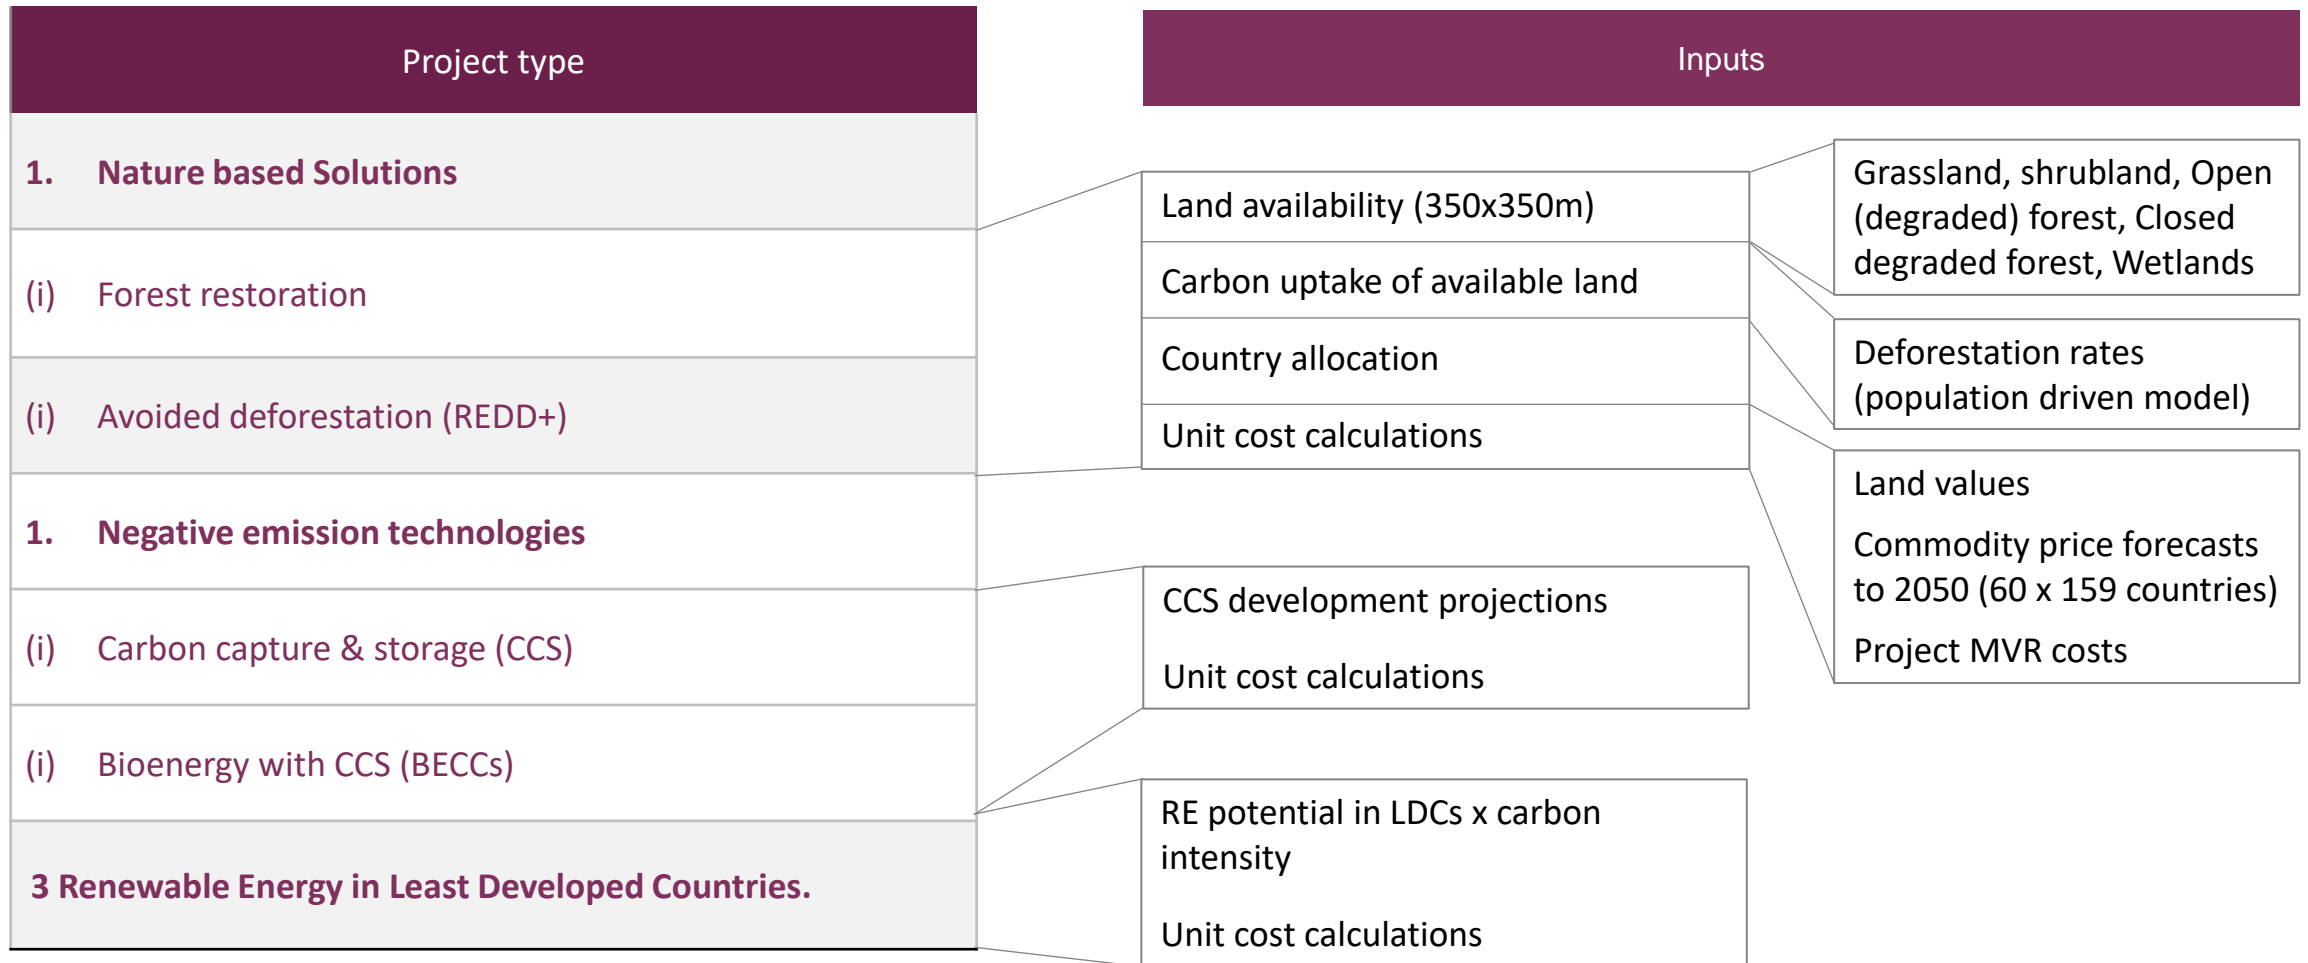 Project type
1. Nature based Solutions
(i) Forest restoration
(i) Avoided deforestation (REDD+)
1. Negative emission technologies
(i) Carbon capture & storage (CCS)
(i) Bioenergy with CCS (BECCs)
3 Renewable Energy in Least Developed Countries.
Inputs
Land availability (350x350m)
Carbon uptake of available land
Country allocation
Unit cost calculations
CCS development projections
Unit cost calculations
RE potential in LDCs x carbon
intensity
Unit cost calculations
Grassland, shrubland, Open
(degraded) forest, Closed
degraded forest, Wetlands
Deforestation rates
(population driven model)
Land values
Commodity price forecasts
to 2050 (60 x 159 countries)
Project MVR costs